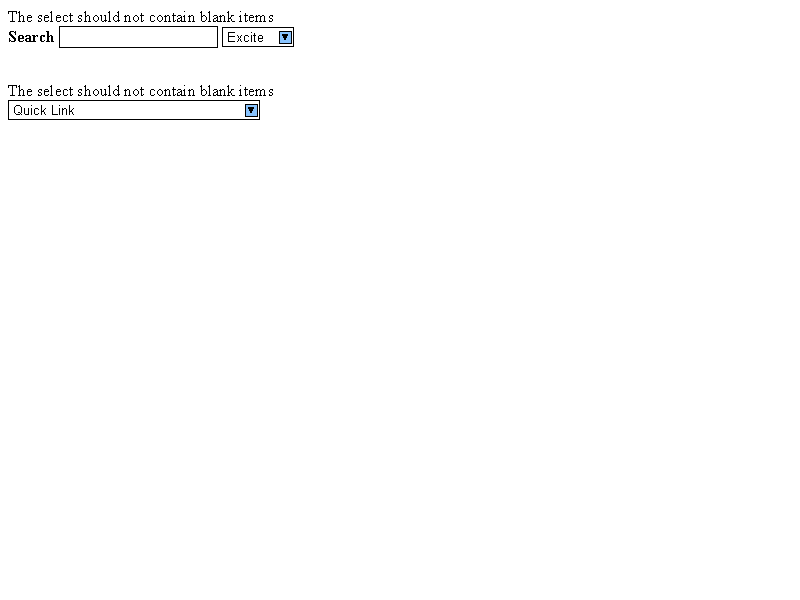 The select should not contain blank items
Search Excite
The select should not contain blank items
Quick Link